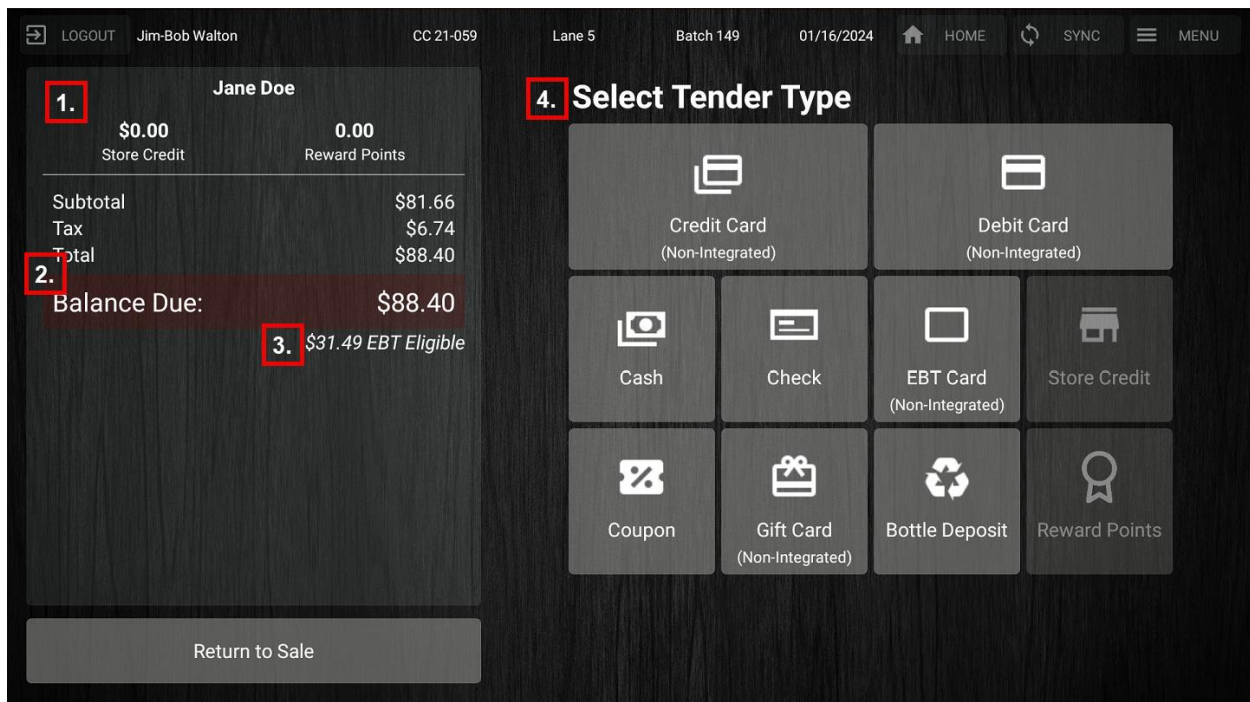 LOGOUT Jim-Bob Walton CC 21-059 Lane 5 Batch 149 01/16/2024 HOME SYNC MENU
1.
Jane Doe
$0.00 0.00
Store Credit Reward Points
Subtotal $81.66
Tax $6.74
Total $88.40
2.
Balance Due: $88.40
3. $31.49 EBT Eligible
Return to Sale
4. Select Tender Type
Credit Card Debit Card
(Non-Integrated) (Non-Integrated)
Cash Check EBT Card Store Credit
(Non-Integrated)
Coupon Gift Card Bottle Deposit Reward Points
(Non-Integrated)